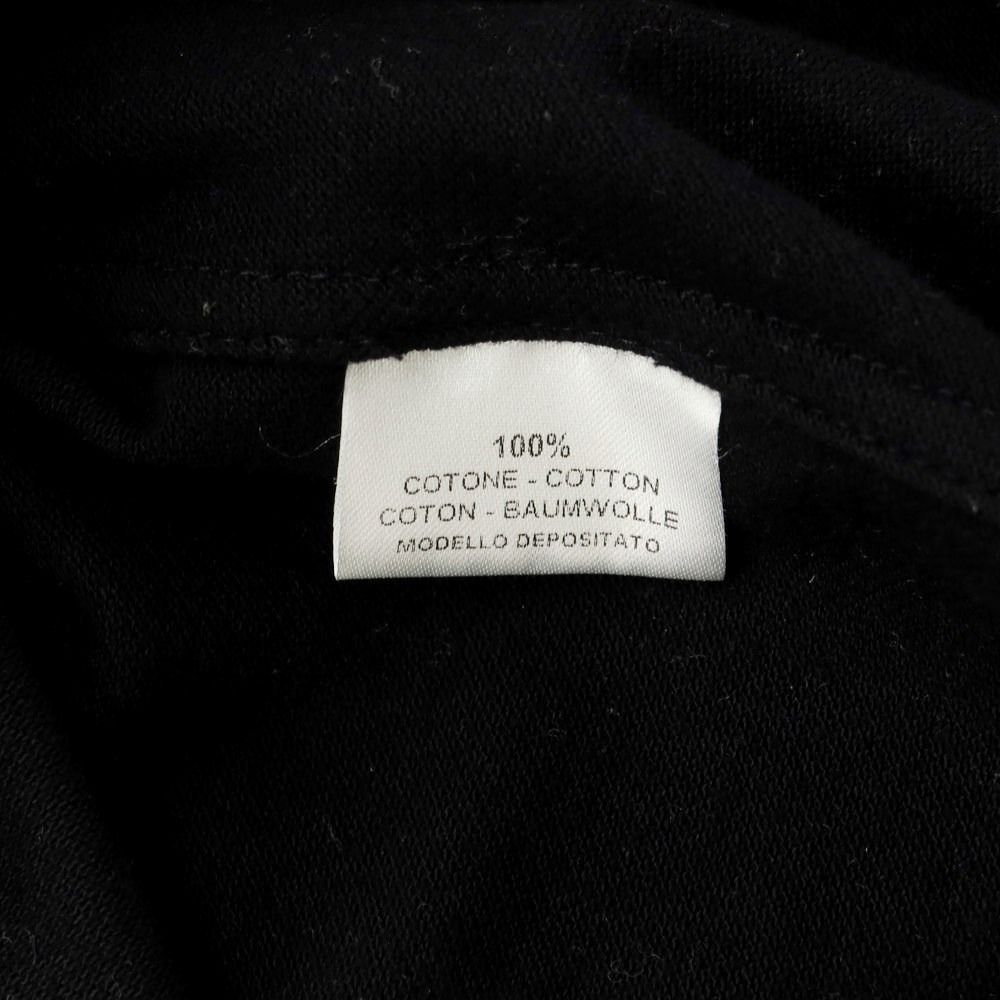 100%
COTONE - COTTON
COTON - BAUMWOLLE
MODELLO DEPOSITATO